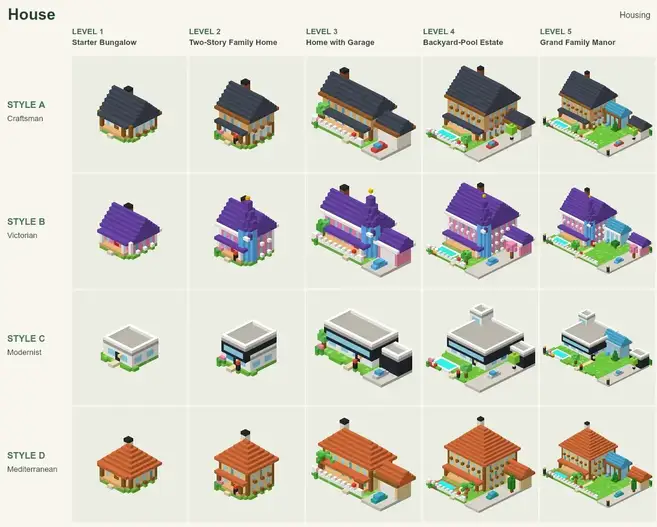 House
Housing
LEVEL 1
Starter Bungalow
LEVEL 2
Two-Story Family Home
LEVEL 3
Home with Garage
LEVEL 4
Backyard-Pool Estate
LEVEL 5
Grand Family Manor
STYLE A
Craftsman
STYLE B
Victorian
STYLE C
Modernist
STYLE D
Mediterranean